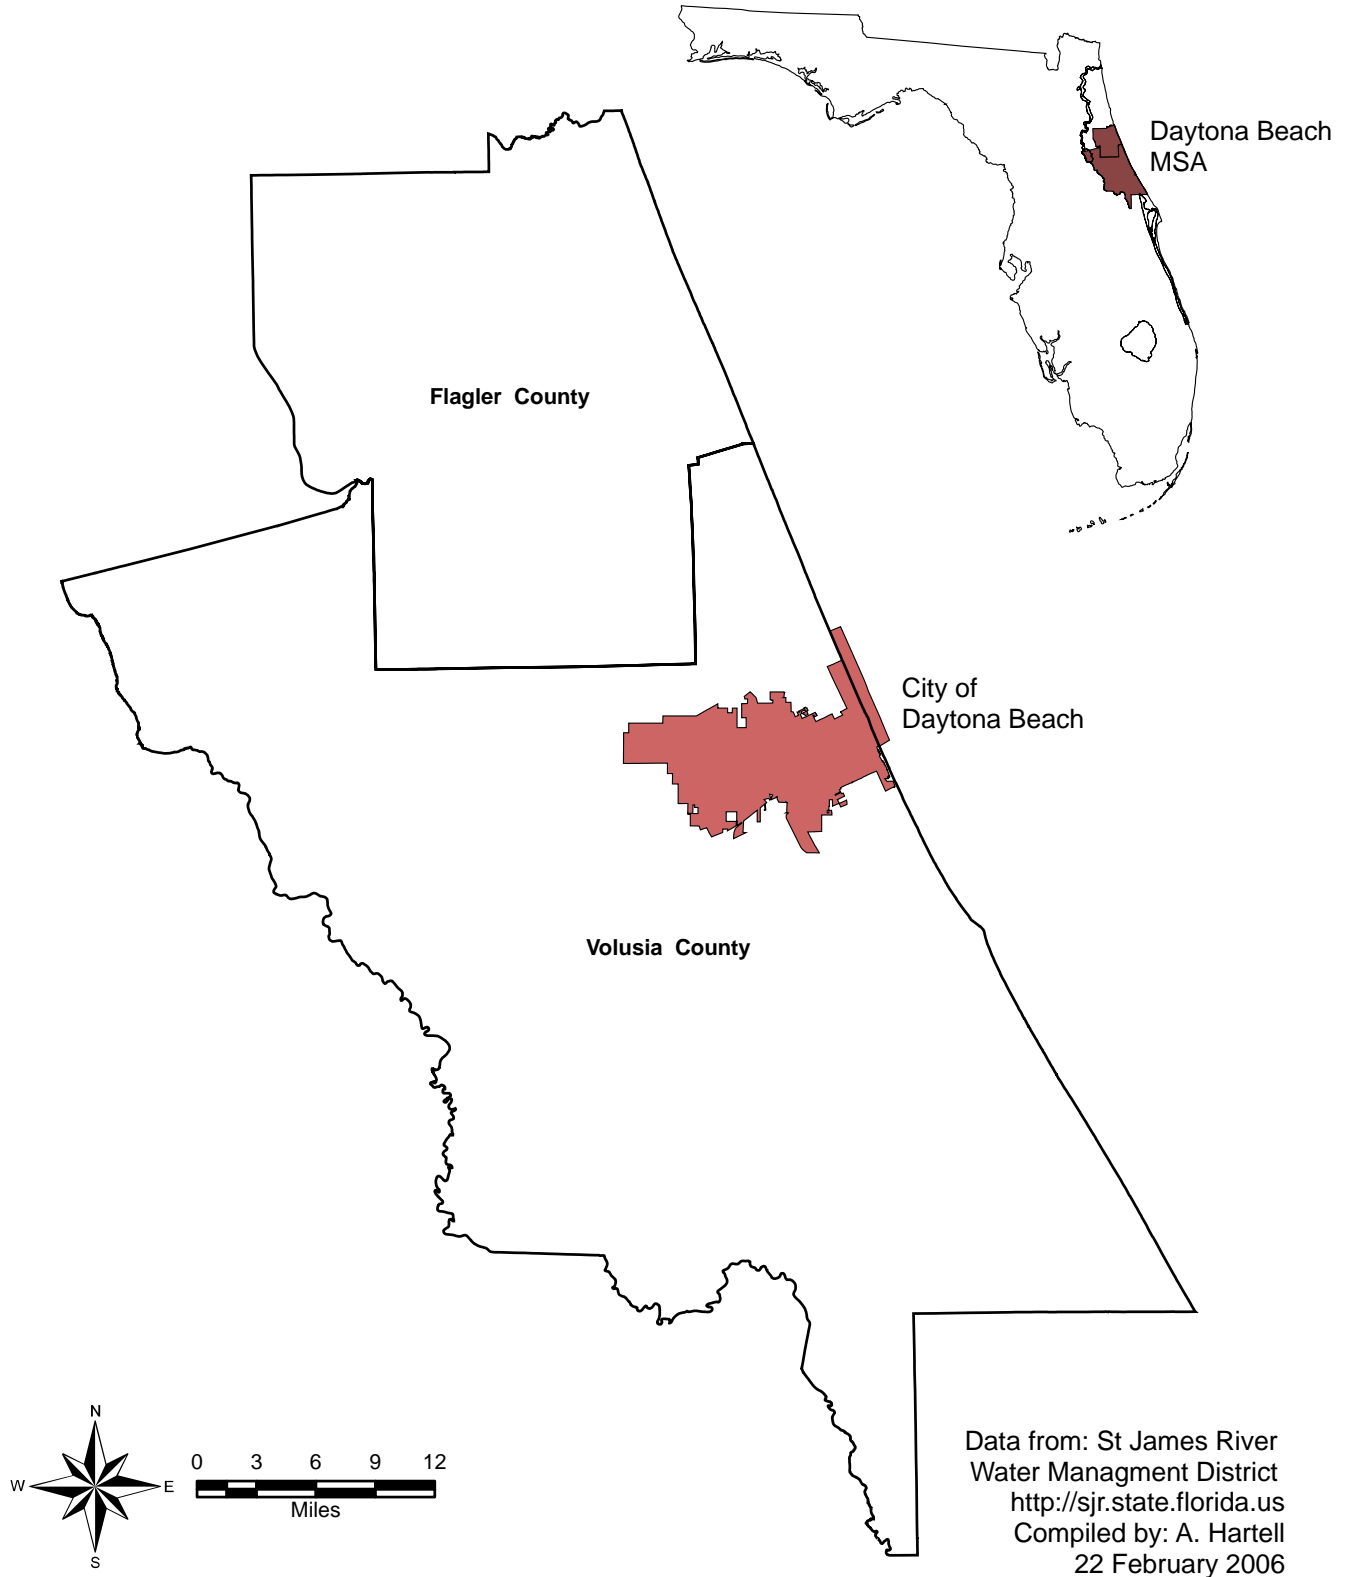 Daytona Beach
MSA
Flagler County
City of
Daytona Beach
Volusia County
N
W
E
S
0 3 6 9 12
Miles
Data from: St James River
Water Managment District
http://sjr.state.florida.us
Compiled by: A. Hartell
22 February 2006